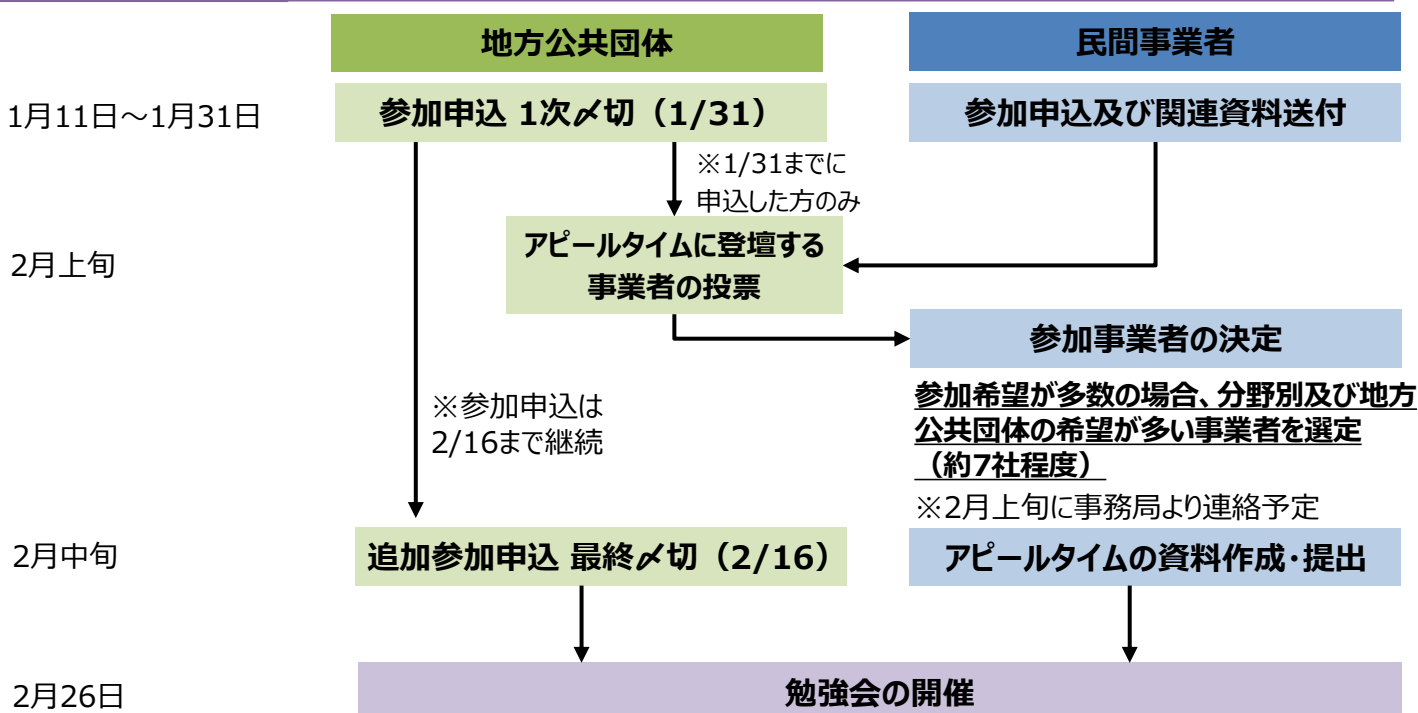 地方公共団体
民間事業者
1月11日～1月31日
参加申込 1次〆切（1/31）
参加申込及び関連資料送付
※1/31までに
申込した方のみ
2月上旬
アピールタイムに登壇する
事業者の投票
参加事業者の決定
参加希望が多数の場合、分野別及び地方
公共団体の希望が多い事業者を選定
（約7社程度）
※2月上旬に事務局より連絡予定
※参加申込は
2/16まで継続
2月中旬
追加参加申込 最終〆切（2/16）
アピールタイムの資料作成・提出
2月26日
勉強会の開催